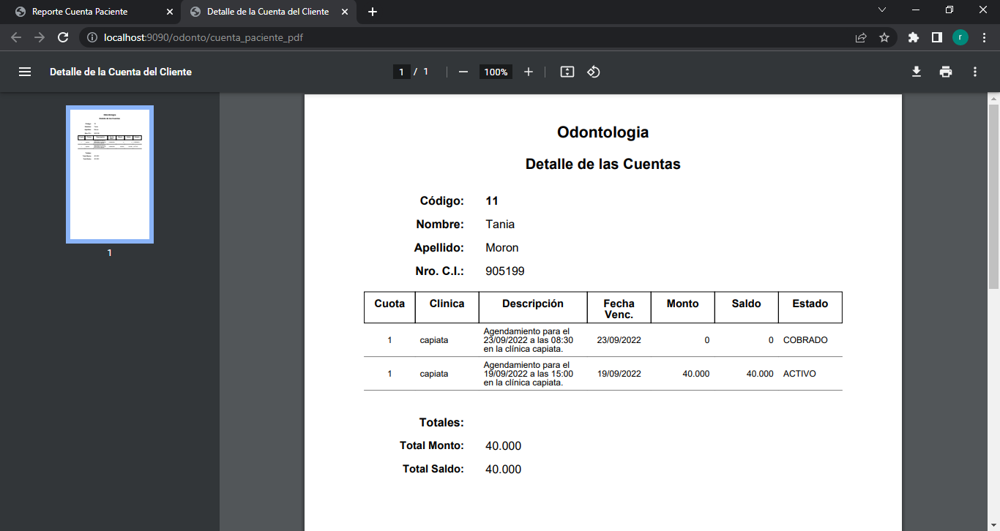 Reporte Cuenta Paciente
Detalle de la Cuenta del Cliente
localhost:9090/odonto/cuenta_paciente_pdf
r
Detalle de la Cuenta del Cliente
1 / 1
100%
1
Odontologia
Detalle de las Cuentas
Código: 11
Nombre: Tania
Apellido: Moron
Nro. C.I.: 905199
Cuota Clinica Descripción Fecha Venc. Monto Saldo Estado
1 capiata Agendamiento para el
23/09/2022 a las 08:30
en la clínica capiata. 23/09/2022 0 0 COBRADO
1 capiata Agendamiento para el
19/09/2022 a las 15:00
en la clínica capiata. 19/09/2022 40.000 40.000 ACTIVO
Totales:
Total Monto: 40.000
Total Saldo: 40.000